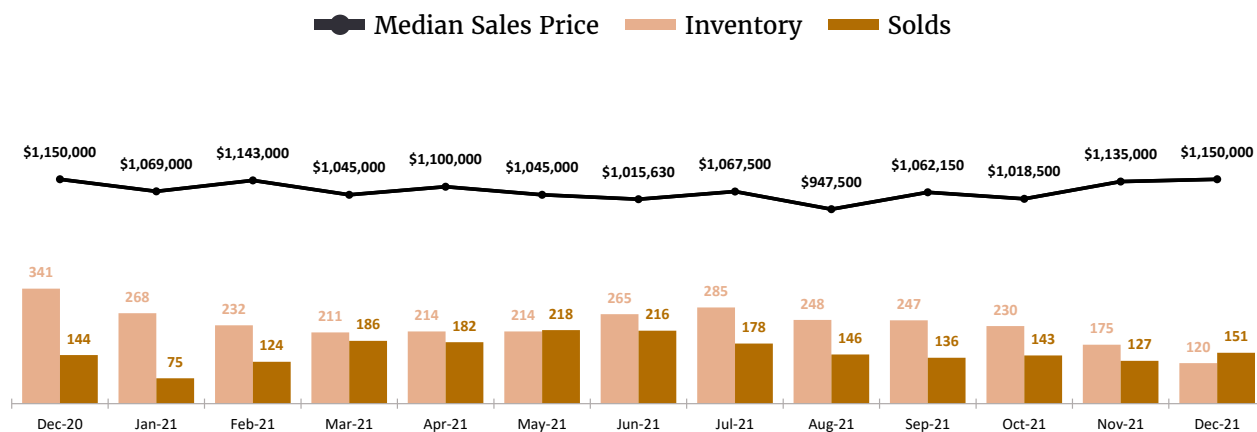 Median Sales Price Inventory Solds
$1,150,000 $1,069,000 $1,143,000 $1,045,000 $1,100,000 $1,045,000 $1,015,630 $1,067,500 $947,500 $1,062,150 $1,018,500 $1,135,000 $1,150,000
341 144 268 75 232 124 211 186 214 182 214 218 265 216 285 178 248 146 247 136 230 143 175 127 120 151
Dec-20 Jan-21 Feb-21 Mar-21 Apr-21 May-21 Jun-21 Jul-21 Aug-21 Sep-21 Oct-21 Nov-21 Dec-21